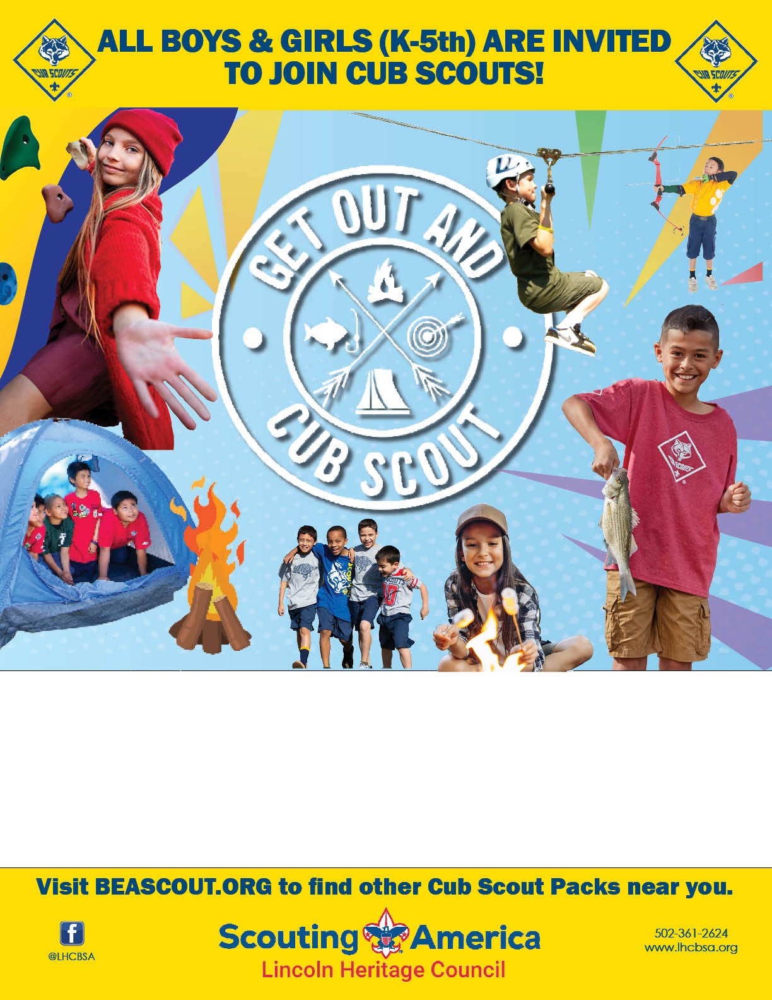 ALL BOYS & GIRLS (K-5th) ARE INVITED
TO JOIN CUB SCOUTS!
CUB SCOUTS
®
CUB SCOUTS
®
GET OUT AND
CUB SCOUT
CUB SCOUTS
®
Visit BEASCOUT.ORG to find other Cub Scout Packs near you.
f
@LHCBSA
Scouting America
®
Lincoln Heritage Council
502-361-2624
www.lhcbsa.org